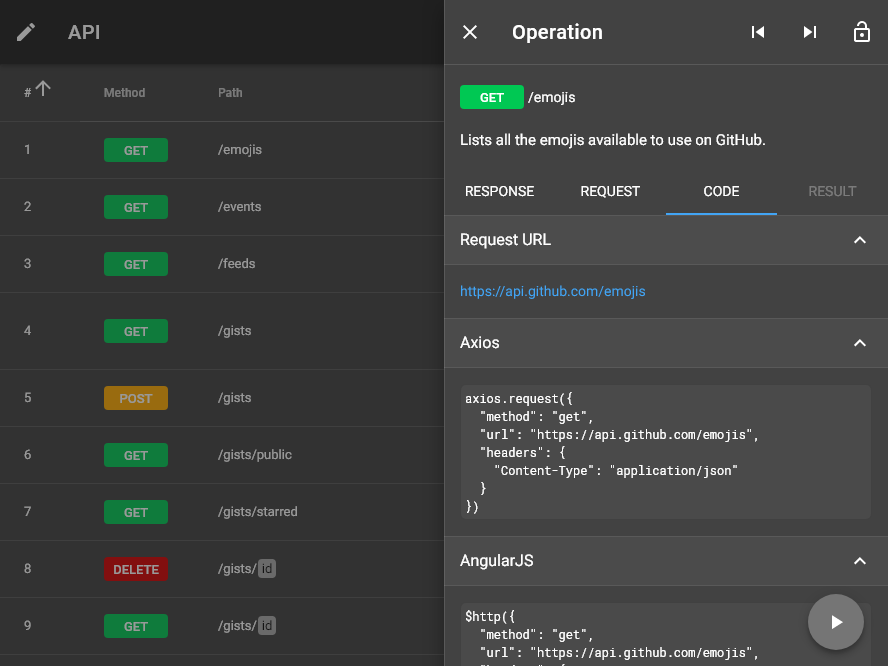 API
# Method Path
1 GET /emojis
2 GET /events
3 GET /feeds
4 GET /gists
5 POST /gists
6 GET /gists/public
7 GET /gists/starred
8 DELETE /gists/ id
9 GET /gists/ id
Operation
GET /emojis
Lists all the emojis available to use on GitHub.
RESPONSE REQUEST CODE RESULT
Request URL
https://api.github.com/emojis
Axios
axios.request({
  "method": "get",
  "url": "https://api.github.com/emojis",
  "headers": {
    "Content-Type": "application/json"
  }
})
AngularJS
$http({
  "method": "get",
  "url": "https://api.github.com/emojis",